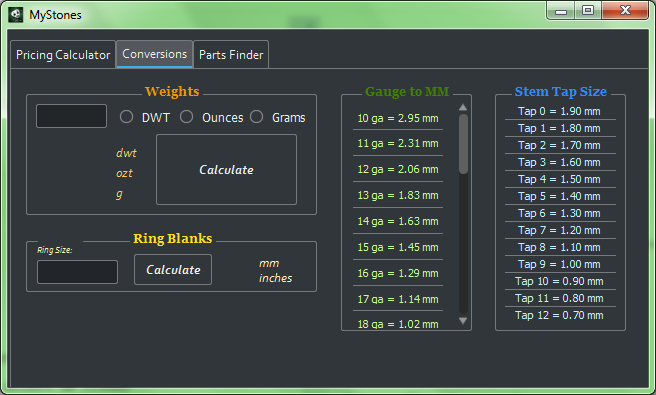 MyStones
Pricing Calculator Conversions Parts Finder
Weights
DWT Ounces Grams
dwt
ozt
g
Calculate
Ring Blanks
Ring Size:
Calculate
mm
inches
Gauge to MM
10 ga = 2.95 mm
11 ga = 2.31 mm
12 ga = 2.06 mm
13 ga = 1.83 mm
14 ga = 1.63 mm
15 ga = 1.45 mm
16 ga = 1.29 mm
17 ga = 1.14 mm
18 ga = 1.02 mm
Stem Tap Size
Tap 0 = 1.90 mm
Tap 1 = 1.80 mm
Tap 2 = 1.70 mm
Tap 3 = 1.60 mm
Tap 4 = 1.50 mm
Tap 5 = 1.40 mm
Tap 6 = 1.30 mm
Tap 7 = 1.20 mm
Tap 8 = 1.10 mm
Tap 9 = 1.00 mm
Tap 10 = 0.90 mm
Tap 11 = 0.80 mm
Tap 12 = 0.70 mm